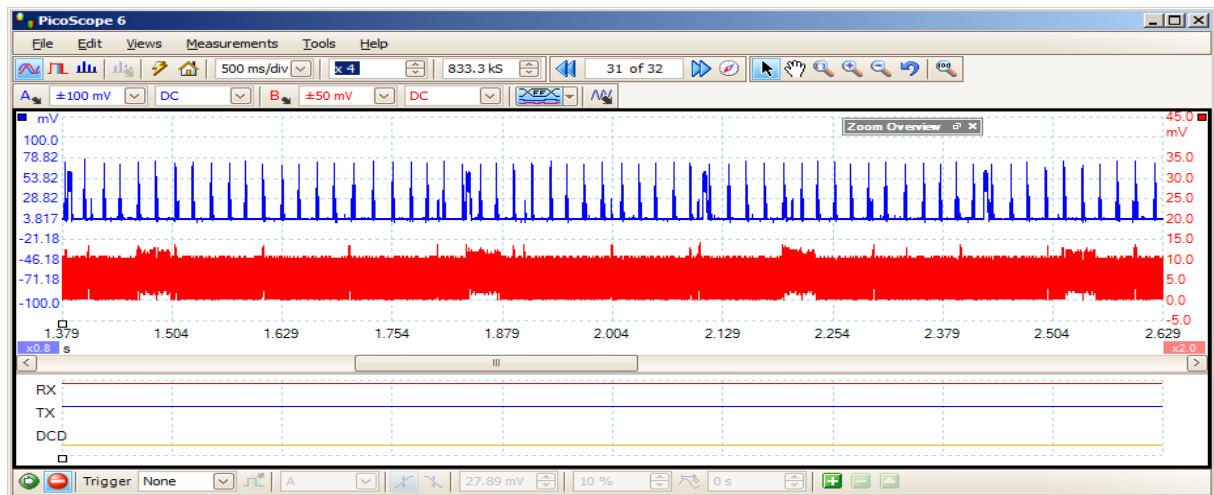 PicoScope 6
File Edit Views Measurements Tools Help
500 ms/div x 4 833.3 kS 31 of 32
A ±100 mV DC B ±50 mV DC
mV 45.0
Zoom Overview mV
100.0
78.82 35.0
53.82 30.0
28.82 25.0
3.817 20.0
-21.18 15.0
-46.18 10.0
-71.18 5.0
-100.0 0.0
-5.0
1.379 1.504 1.629 1.754 1.879 2.004 2.129 2.254 2.379 2.504 2.629
x0.8 s x2.0
RX
TX
DCD
Trigger None A 27.89 mV 10 % 0 s